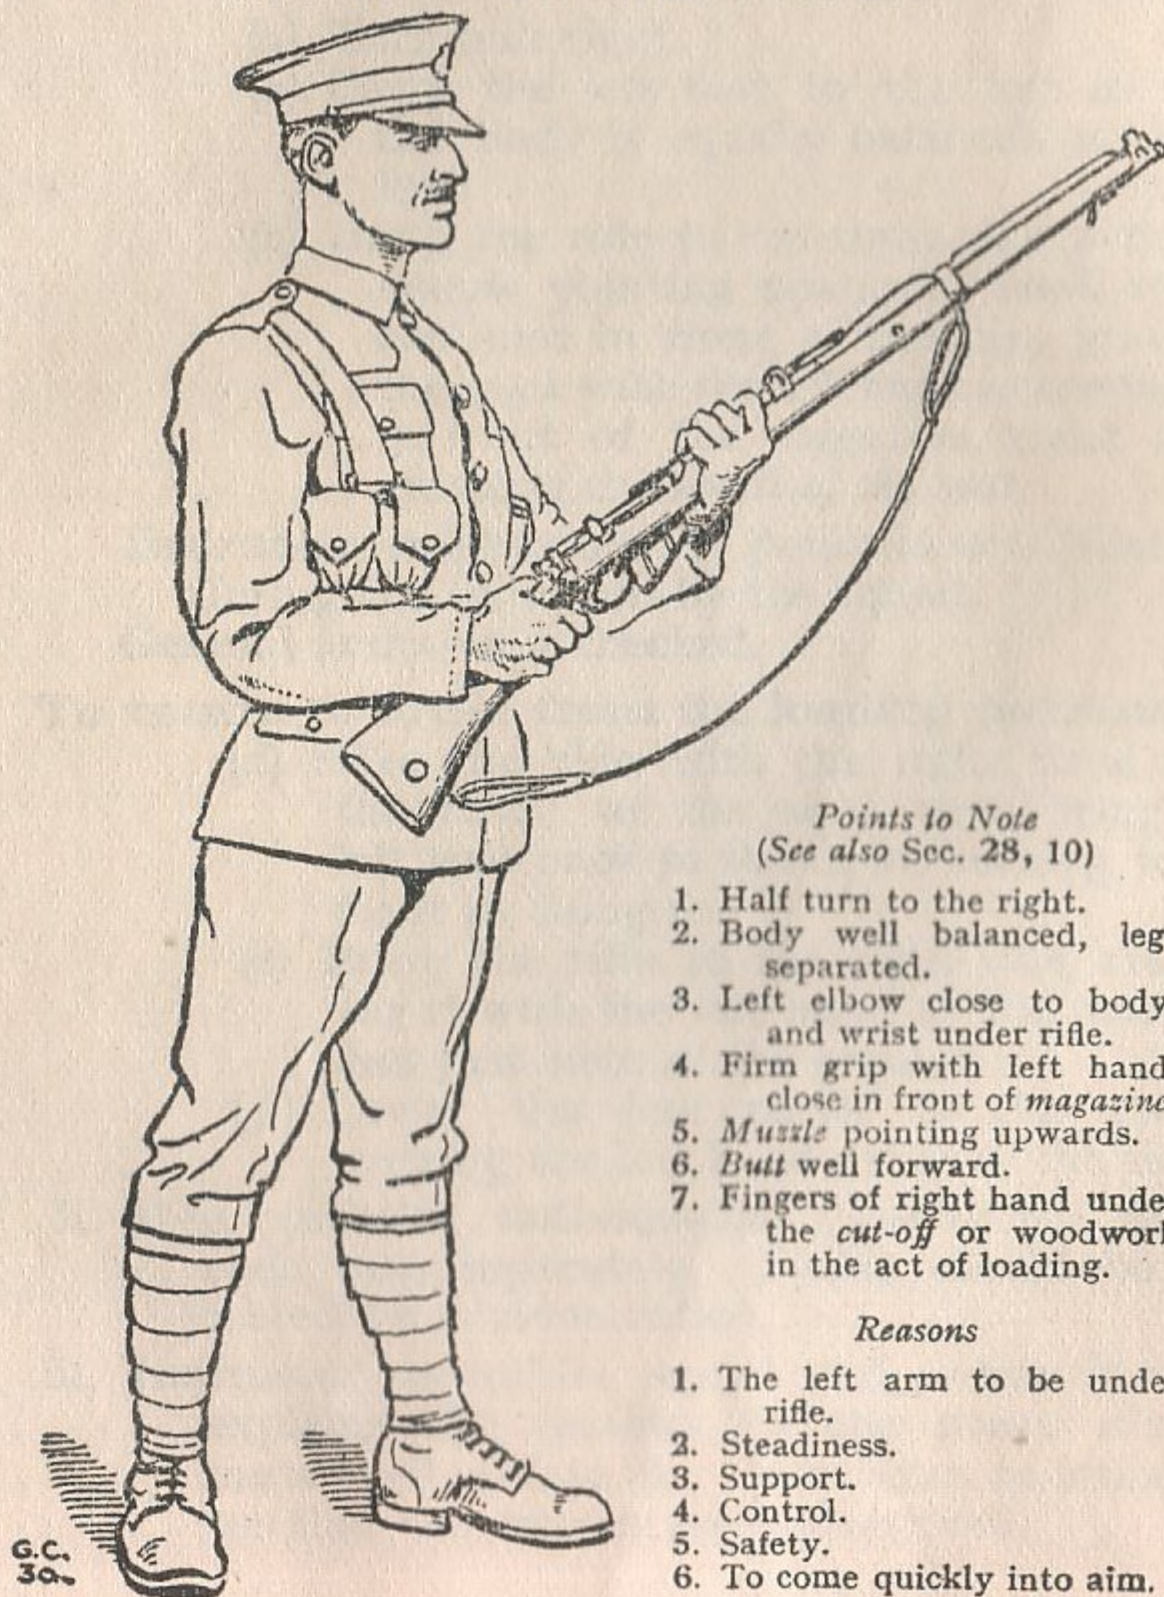 Points to Note
(See also Sec. 28, 10)
1. Half turn to the right.
2. Body well balanced, leg
separated.
3. Left elbow close to body
and wrist under rifle.
4. Firm grip with left hand
close in front of magazine
5. Muzzle pointing upwards.
6. Butt well forward.
7. Fingers of right hand unde
the cut-off or woodwork
in the act of loading.
Reasons
1. The left arm to be unde
rifle.
2. Steadiness.
3. Support.
4. Control.
5. Safety.
6. To come quickly into aim.
G.C.
30.